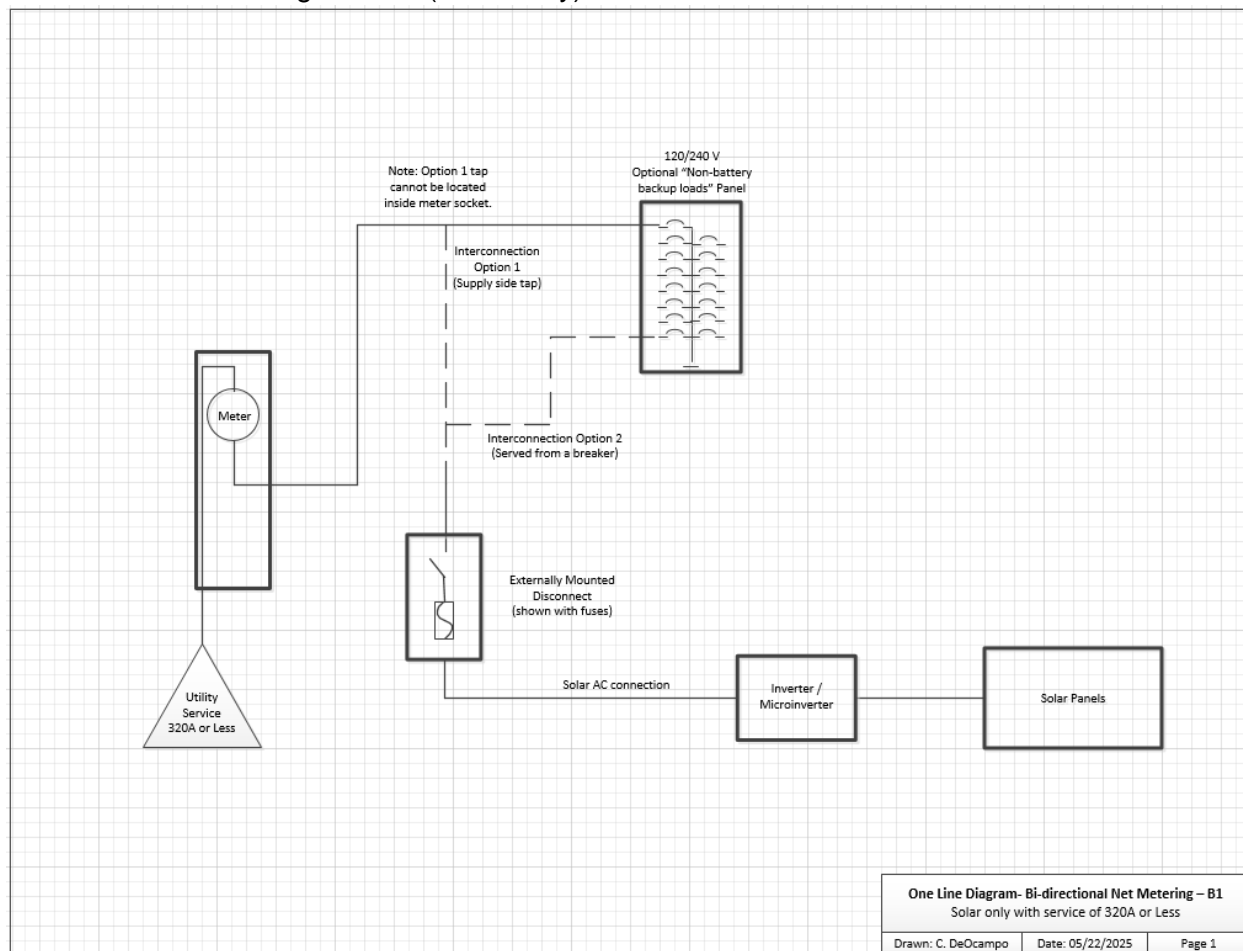 Note: Option 1 tap
cannot be located
inside meter socket.
120/240 V
Optional “Non-battery
backup loads” Panel
Interconnection
Option 1
(Supply side tap)
Meter
Interconnection Option 2
(Served from a breaker)
Externally Mounted
Disconnect
(shown with fuses)
Utility
Service
320A or Less
Solar AC connection
Inverter /
Microinverter
Solar Panels
One Line Diagram- Bi-directional Net Metering – B1
Solar only with service of 320A or Less
Drawn: C. DeOcampo
Date: 05/22/2025
Page 1